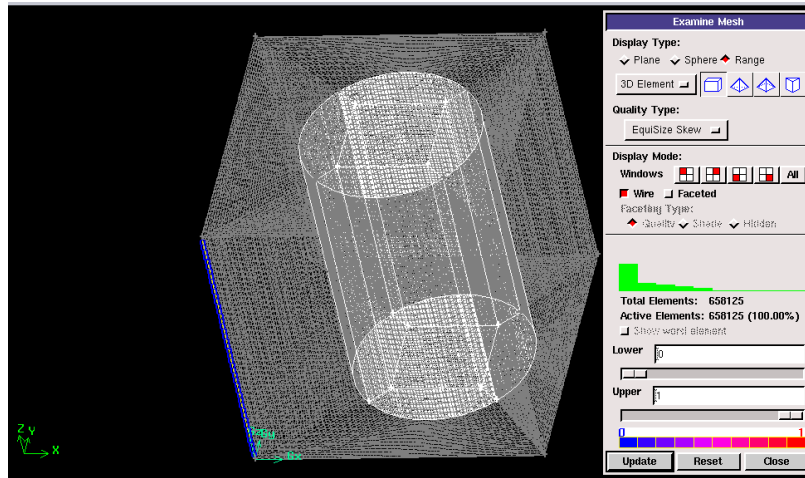 Examine Mesh
Display Type:
Plane Sphere Range
3D Element
Quality Type:
EquiSize Skew
Display Mode:
Windows All
Wire Faceted
Faceting Type:
Quality Shade Hidden
Total Elements: 658125
Active Elements: 658125 (100.00%)
Show worst element
Lower 0
Upper 1
0 1
Update Reset Close
Z Y
X